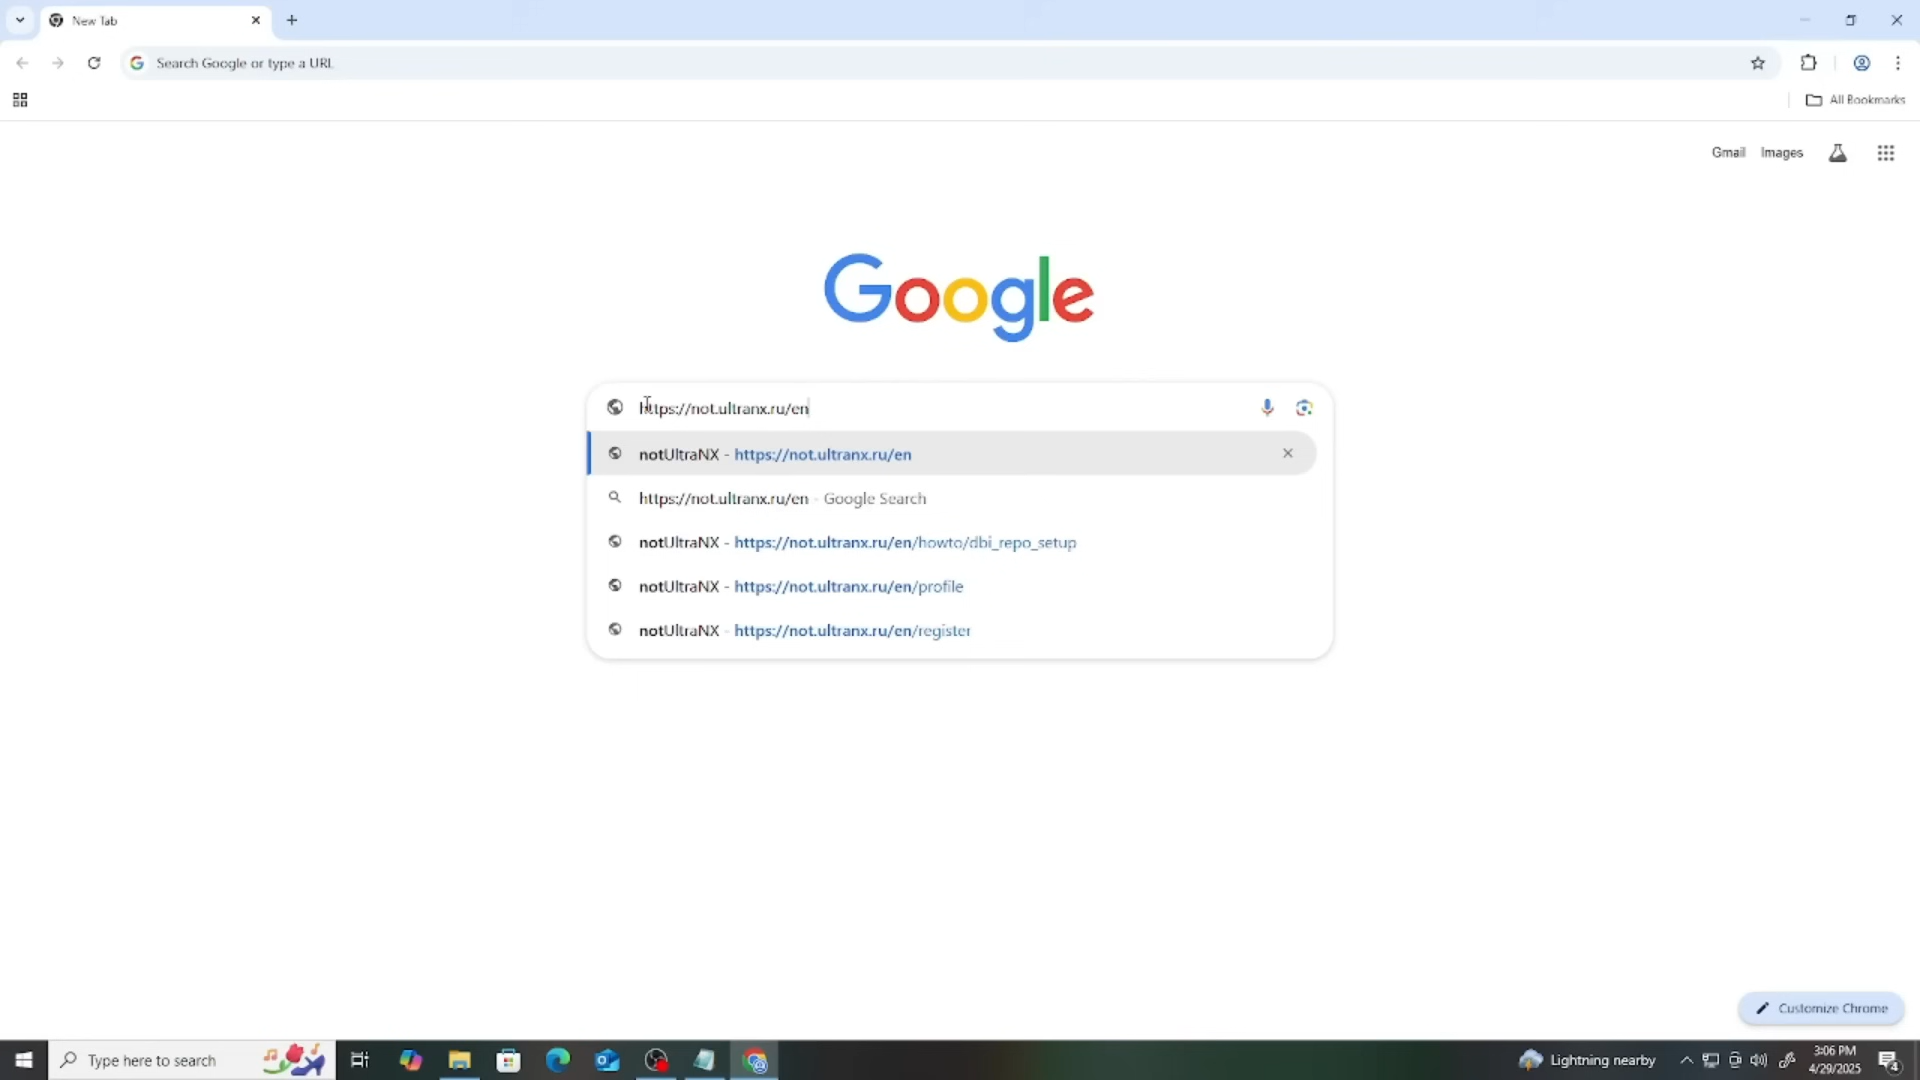 New Tab
Search Google or type a URL
All Bookmarks
Gmail Images
Google
https://not.ultranx.ru/en
notUltraNX - https://not.ultranx.ru/en
https://not.ultranx.ru/en - Google Search
notUltraNX - https://not.ultranx.ru/en/howto/dbi_repo_setup
notUltraNX - https://not.ultranx.ru/en/profile
notUltraNX - https://not.ultranx.ru/en/register
Customize Chrome
Type here to search
Lightning nearby
3:06 PM
4/29/2025
4